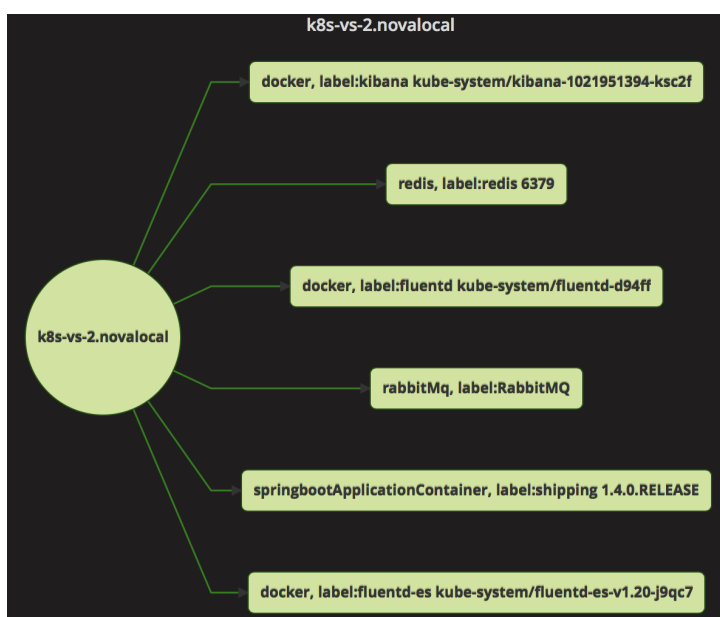 k8s-vs-2.novalocal
docker, label:kibana kube-system/kibana-1021951394-ksc2f
redis, label:redis 6379
docker, label:fluentd kube-system/fluentd-d94ff
k8s-vs-2.novalocal
rabbitMq, label:RabbitMQ
springbootApplicationContainer, label:shipping 1.4.0.RELEASE
docker, label:fluentd-es kube-system/fluentd-es-v1.20-j9qc7